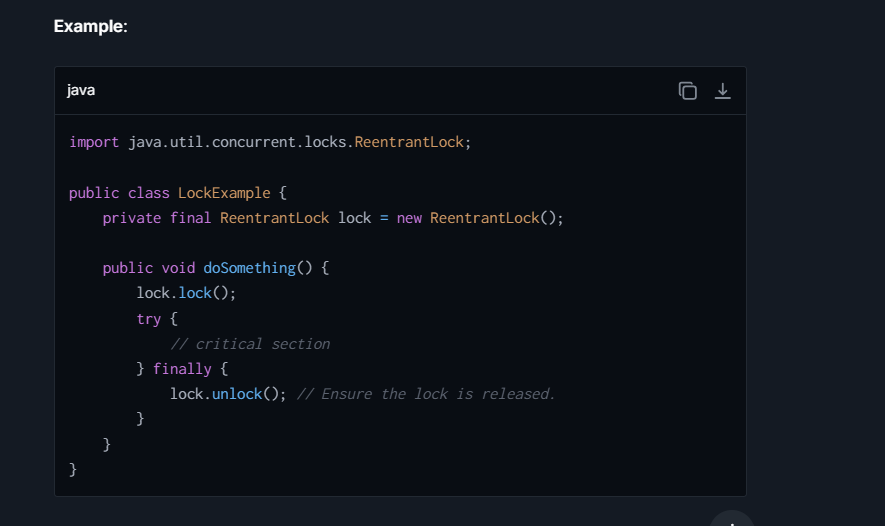 Example:
java
import java.util.concurrent.locks.ReentrantLock;
public class LockExample {
    private final ReentrantLock lock = new ReentrantLock();
    public void doSomething() {
        lock.lock();
        try {
            // critical section
        } finally {
            lock.unlock(); // Ensure the lock is released.
        }
    }
}